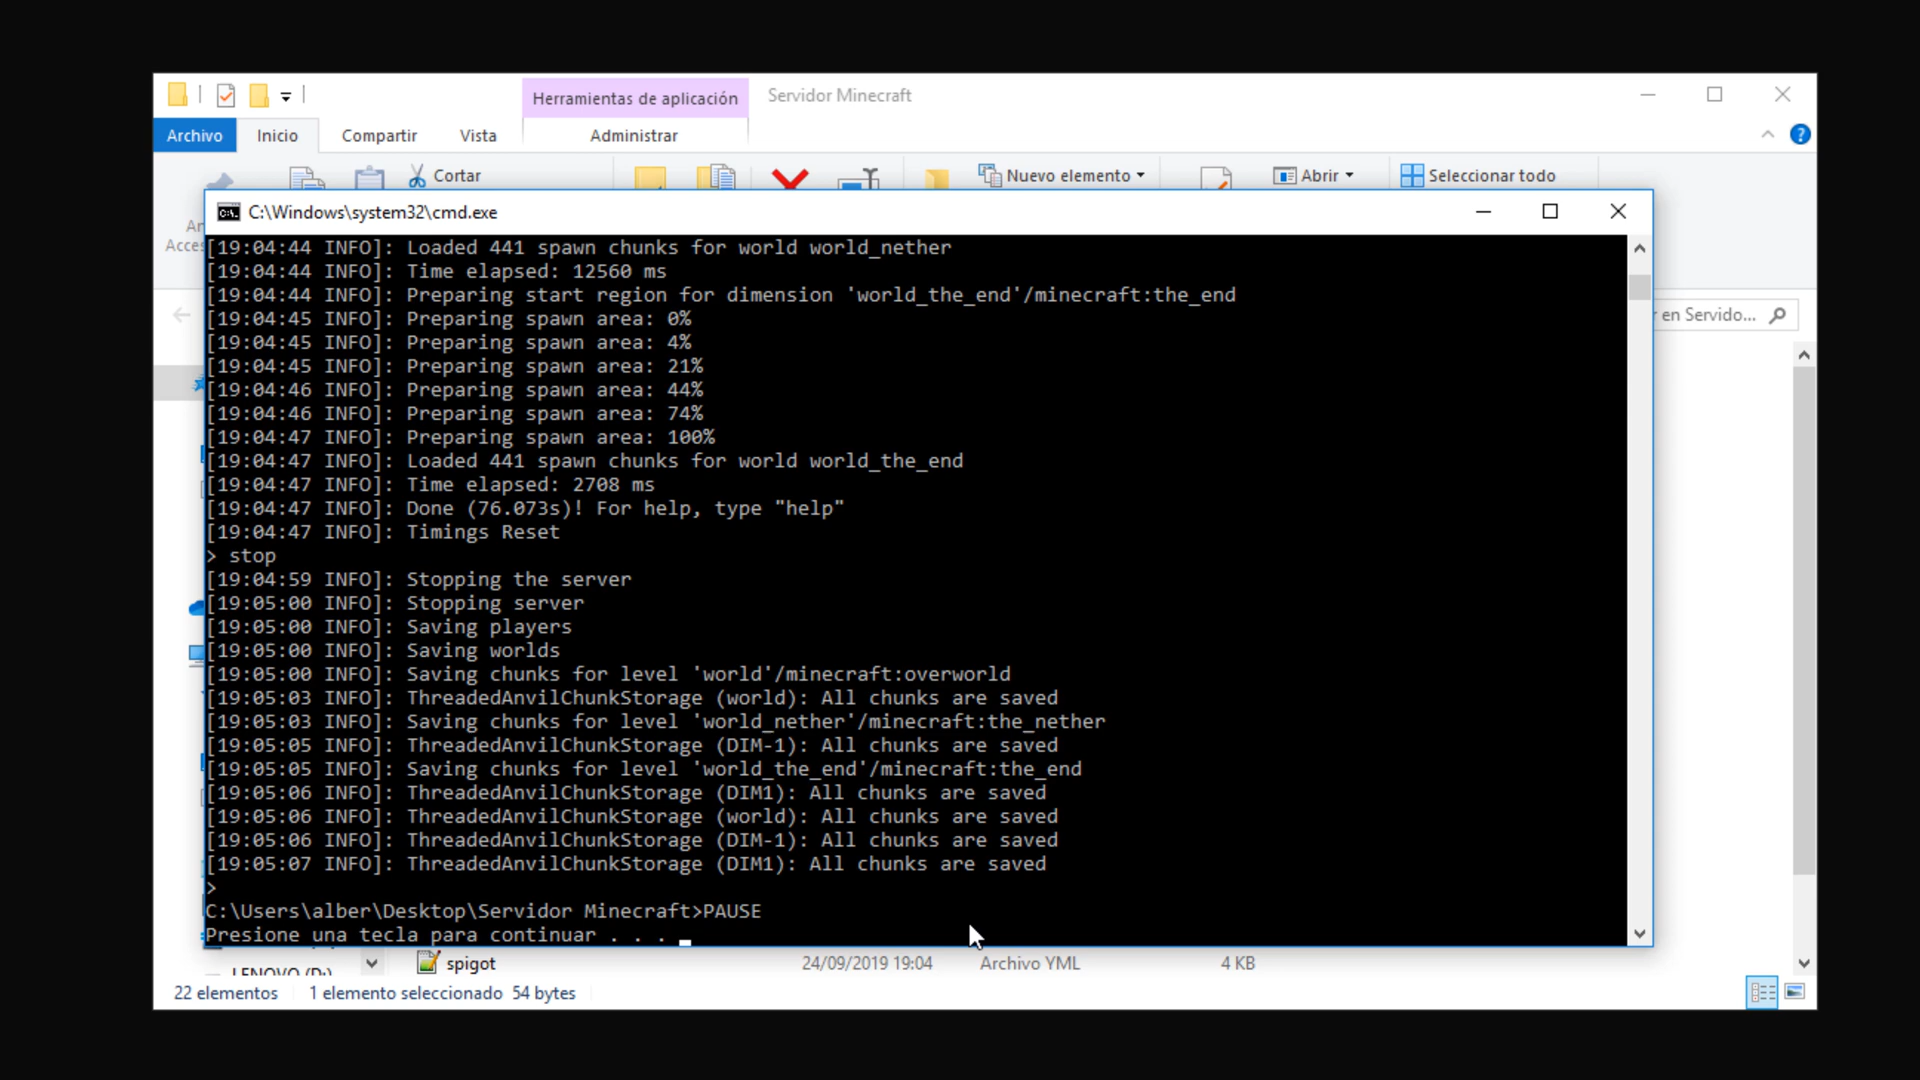 Herramientas de aplicación
Servidor Minecraft
Archivo
Inicio
Compartir
Vista
Administrar
Cortar
Nuevo elemento
Abrir
Seleccionar todo
C:\Windows\system32\cmd.exe
[19:04:44 INFO]: Loaded 441 spawn chunks for world world_nether
[19:04:44 INFO]: Time elapsed: 12560 ms
[19:04:44 INFO]: Preparing start region for dimension 'world_the_end'/minecraft:the_end
[19:04:45 INFO]: Preparing spawn area: 0%
[19:04:45 INFO]: Preparing spawn area: 4%
[19:04:45 INFO]: Preparing spawn area: 21%
[19:04:46 INFO]: Preparing spawn area: 44%
[19:04:46 INFO]: Preparing spawn area: 74%
[19:04:47 INFO]: Preparing spawn area: 100%
[19:04:47 INFO]: Loaded 441 spawn chunks for world world_the_end
[19:04:47 INFO]: Time elapsed: 2708 ms
[19:04:47 INFO]: Done (76.073s)! For help, type "help"
[19:04:47 INFO]: Timings Reset
> stop
[19:04:59 INFO]: Stopping the server
[19:05:00 INFO]: Stopping server
[19:05:00 INFO]: Saving players
[19:05:00 INFO]: Saving worlds
[19:05:00 INFO]: Saving chunks for level 'world'/minecraft:overworld
[19:05:03 INFO]: ThreadedAnvilChunkStorage (world): All chunks are saved
[19:05:03 INFO]: Saving chunks for level 'world_nether'/minecraft:the_nether
[19:05:05 INFO]: ThreadedAnvilChunkStorage (DIM-1): All chunks are saved
[19:05:05 INFO]: Saving chunks for level 'world_the_end'/minecraft:the_end
[19:05:06 INFO]: ThreadedAnvilChunkStorage (DIM1): All chunks are saved
[19:05:06 INFO]: ThreadedAnvilChunkStorage (world): All chunks are saved
[19:05:06 INFO]: ThreadedAnvilChunkStorage (DIM-1): All chunks are saved
[19:05:07 INFO]: ThreadedAnvilChunkStorage (DIM1): All chunks are saved
>
C:\Users\alber\Desktop\Servidor Minecraft>PAUSE
Presione una tecla para continuar . . .
en Servido...
LENOVO (D:)
spigot 24/09/2019 19:04 Archivo YML 4 KB
22 elementos 1 elemento seleccionado 54 bytes